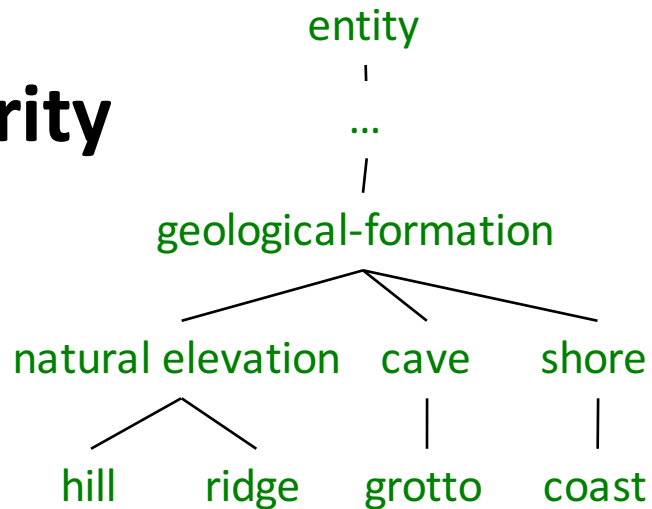 entity
rity
...
geological-formation
natural elevation cave shore
hill ridge grotto coast